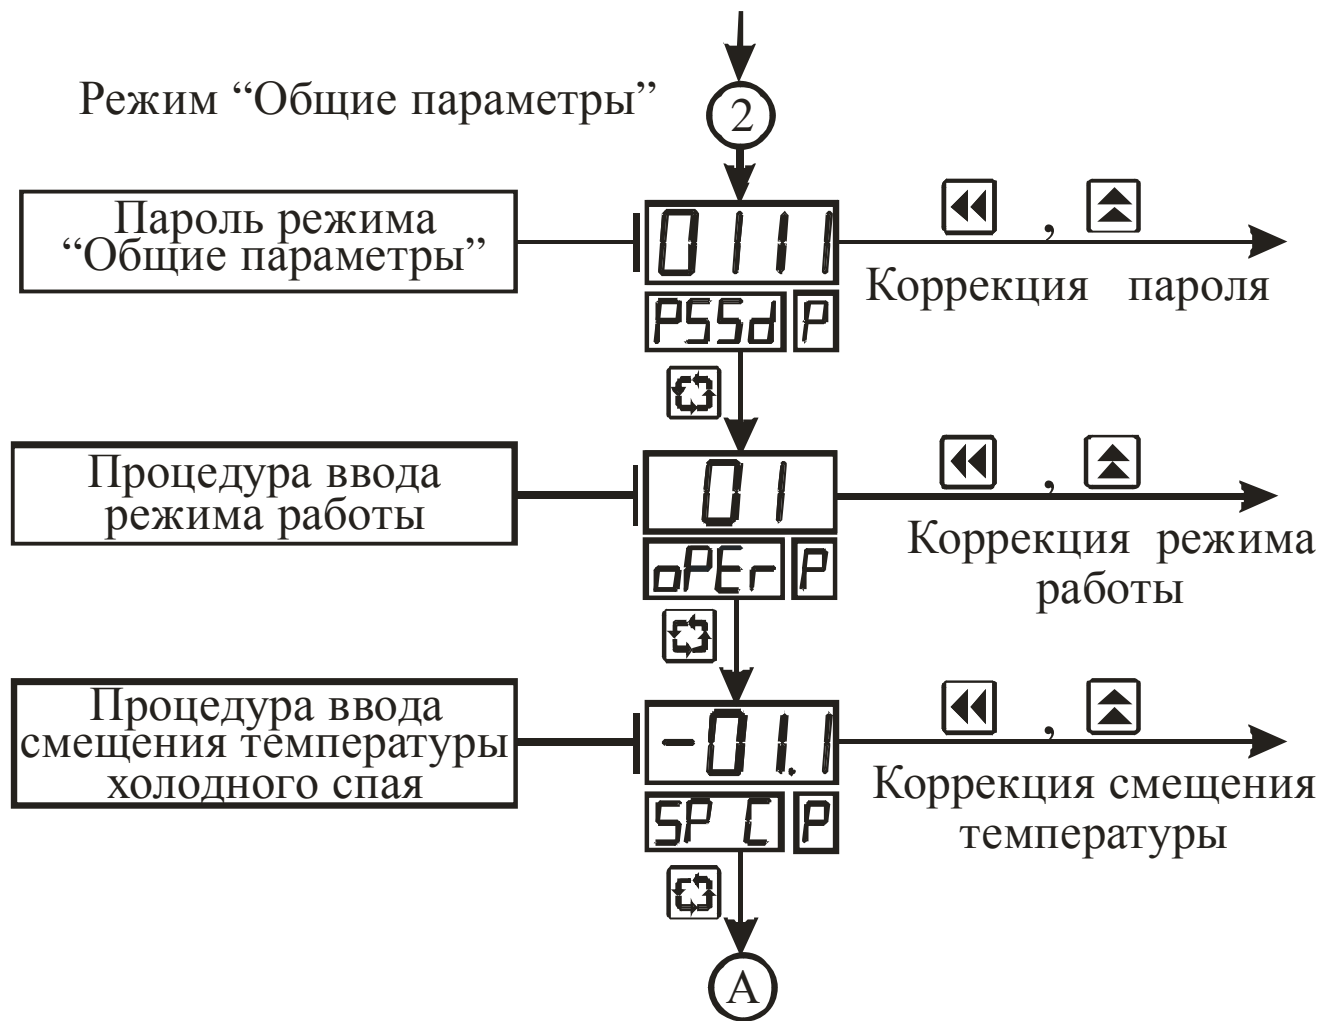 Режим “Общие параметры”
2
Пароль режима
“Общие параметры”
0111
PSSd P
,
Коррекция пароля
Процедура ввода
режима работы
01
oPEr P
,
Коррекция режима
работы
Процедура ввода
смещения температуры
холодного спая
-01.1
SP C P
,
Коррекция смещения
температуры
А